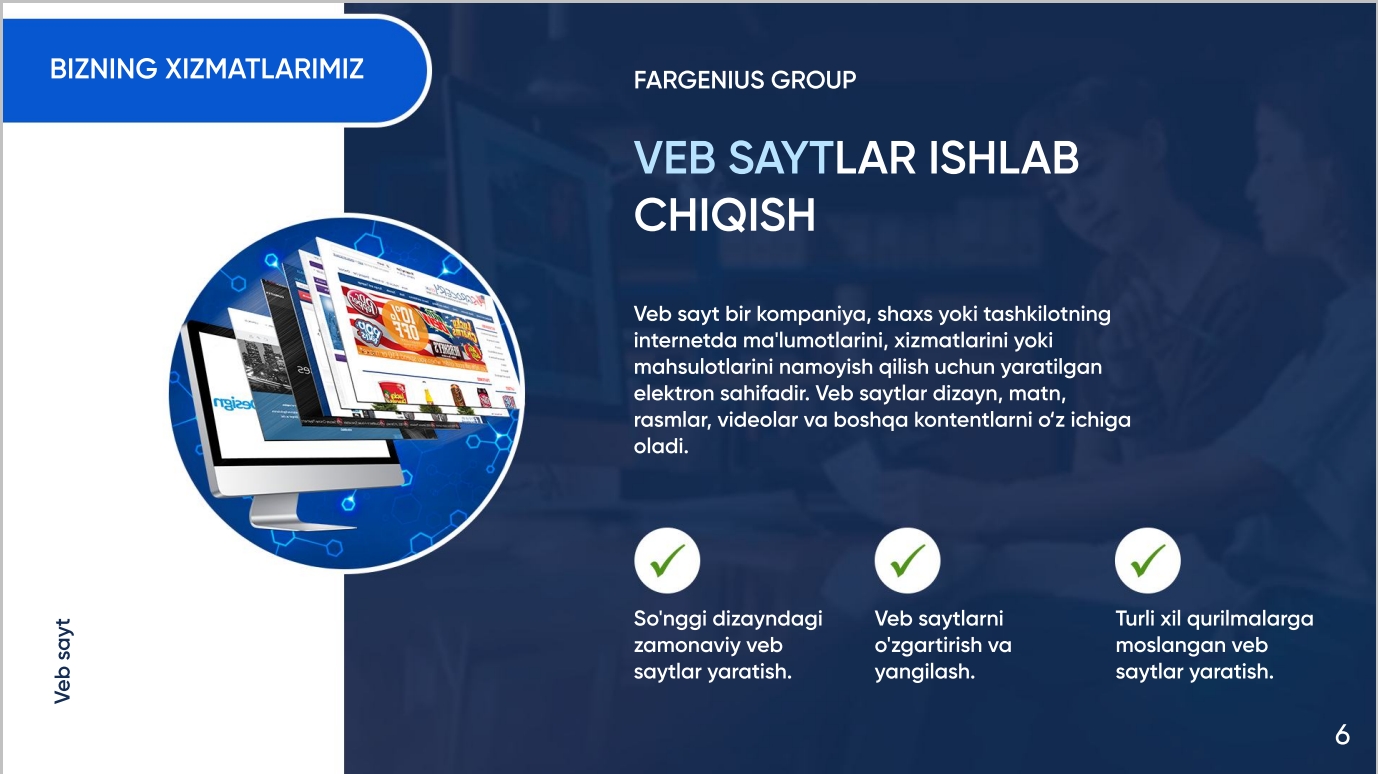 BIZNING XIZMATLARIMIZ
FARGENIUS GROUP
VEB SAYTLAR ISHLAB
CHIQISH
Veb sayt bir kompaniya, shaxs yoki tashkilotning
internetda ma'lumotlarini, xizmatlarini yoki
mahsulotlarini namoyish qilish uchun yaratilgan
elektron sahifadir. Veb saytlar dizayn, matn,
rasmlar, videolar va boshqa kontentlarni o‘z ichiga
oladi.
So'nggi dizayndagi
zamonaviy veb
saytlar yaratish.
Veb saytlarni
o'zgartirish va
yangilash.
Turli xil qurilmalarga
moslangan veb
saytlar yaratish.
Veb sayt
Design
6